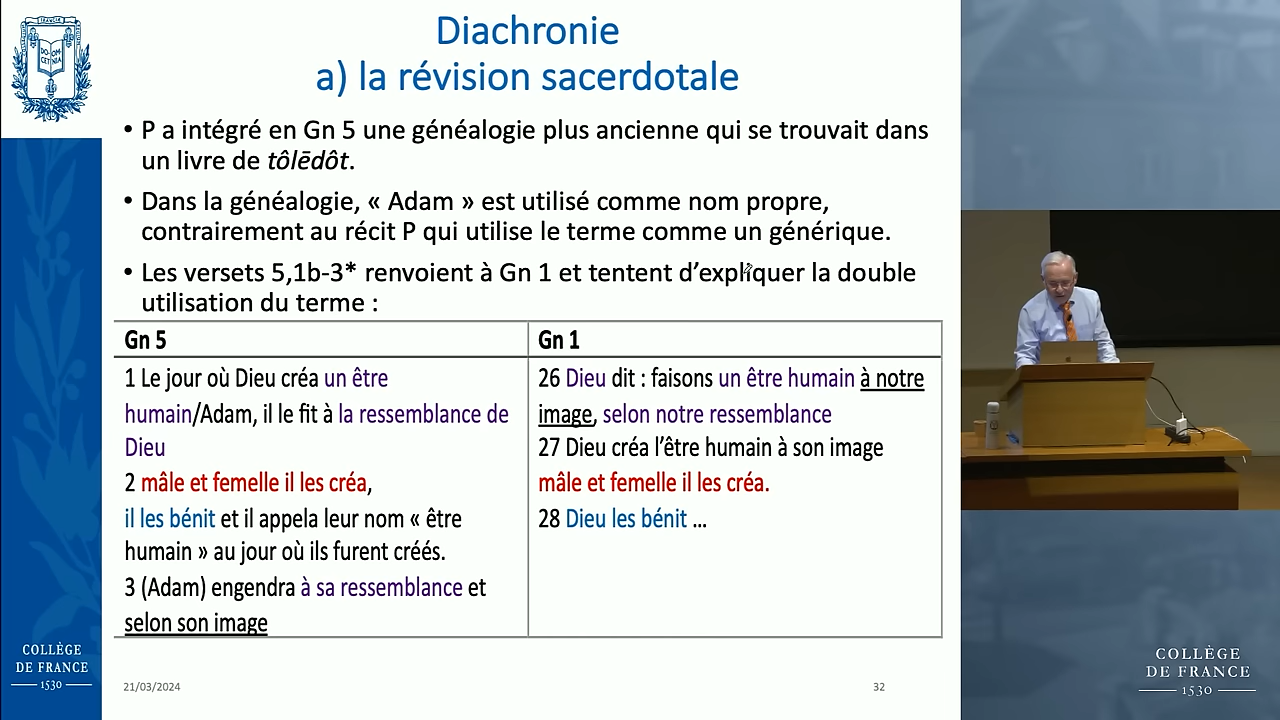 Diachronie
a) la révision sacerdotale
• P a intégré en Gn 5 une généalogie plus ancienne qui se trouvait dans
un livre de tôlēdôt.
• Dans la généalogie, « Adam » est utilisé comme nom propre,
contrairement au récit P qui utilise le terme comme un générique.
• Les versets 5,1b-3* renvoient à Gn 1 et tentent d’expliquer la double
utilisation du terme :
Gn 5
1 Le jour où Dieu créa un être
humain/Adam, il le fit à la ressemblance de
Dieu
2 mâle et femelle il les créa,
il les bénit et il appela leur nom « être
humain » au jour où ils furent créés.
3 (Adam) engendra à sa ressemblance et
selon son image
Gn 1
26 Dieu dit : faisons un être humain à notre
image, selon notre ressemblance
27 Dieu créa l’être humain à son image
mâle et femelle il les créa.
28 Dieu les bénit ...
COLLÈGE
DE FRANCE
1530
21/03/2024
32
COLLÈGE
DE FRANCE
1530